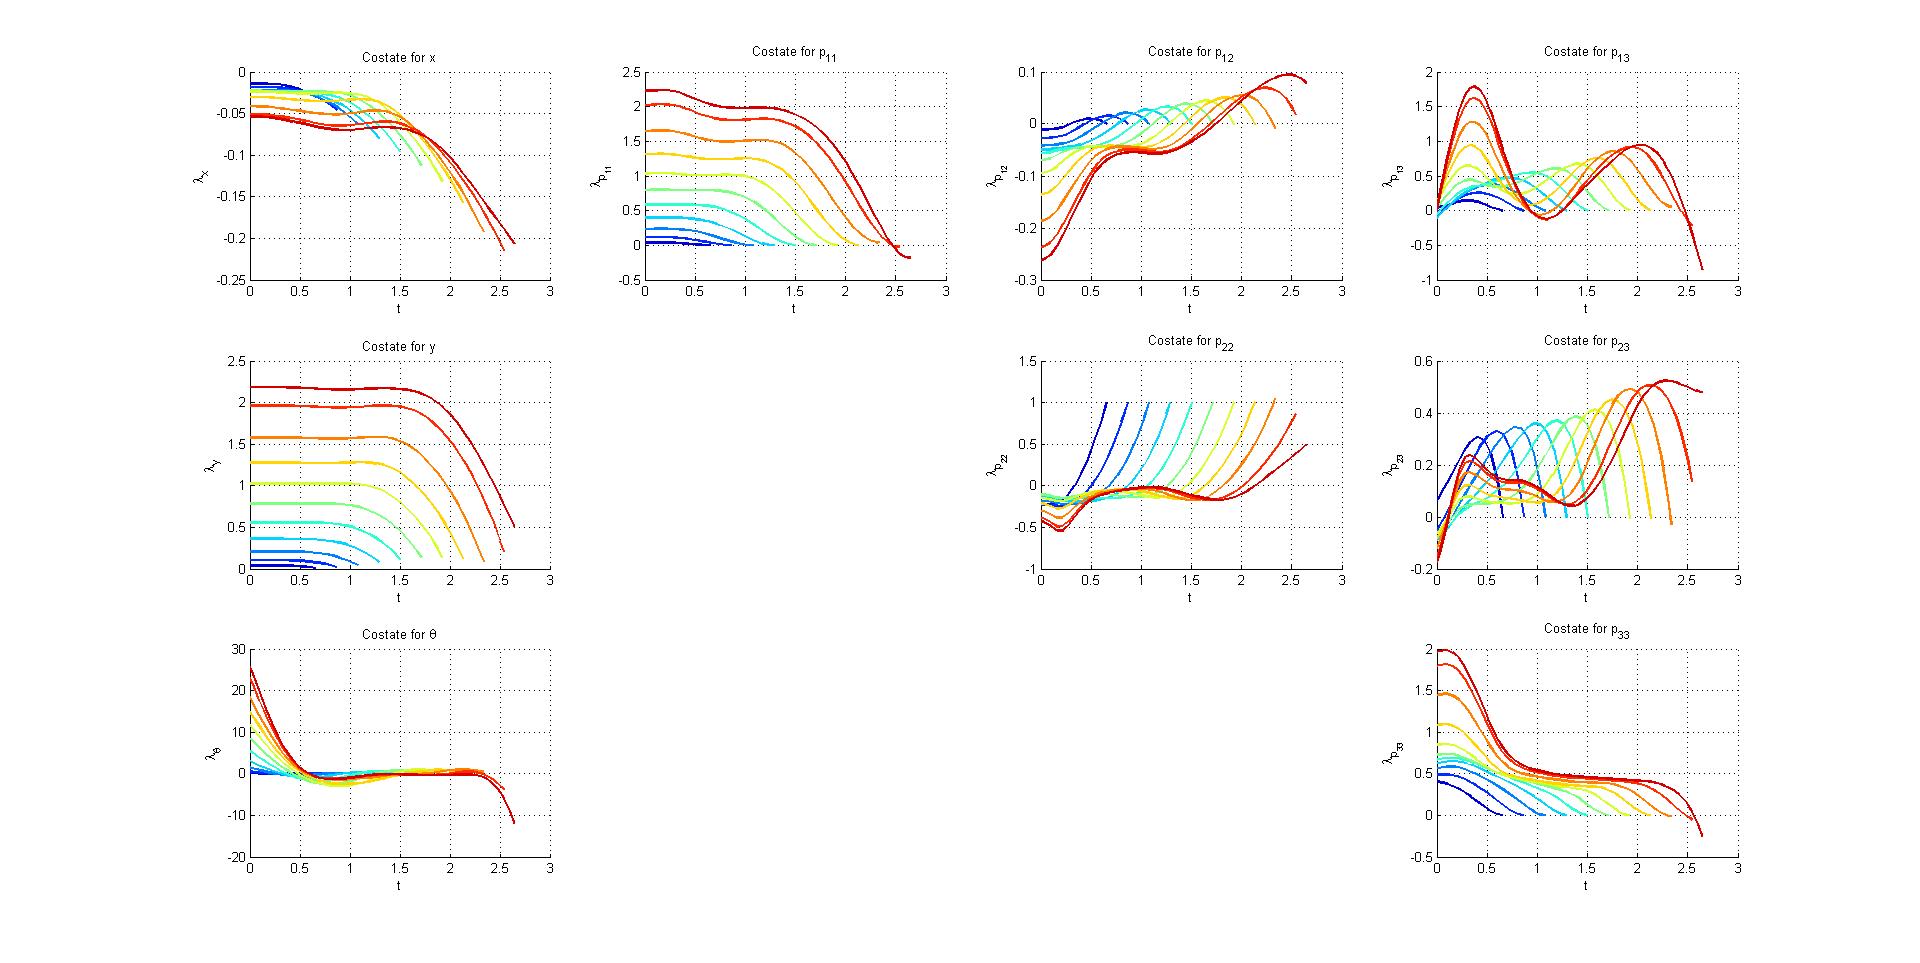 Costate for x
0
-0.05
-0.1
-0.15
-0.2
-0.25
λx
0 0.5 1 1.5 2 2.5 3
t
Costate for p11
2.5
2
1.5
1
0.5
0
-0.5
λp11
0 0.5 1 1.5 2 2.5 3
t
Costate for p12
0.1
0
-0.1
-0.2
-0.3
λp12
0 0.5 1 1.5 2 2.5 3
t
Costate for p13
2
1.5
1
0.5
0
-0.5
-1
λp13
0 0.5 1 1.5 2 2.5 3
t
Costate for y
2.5
2
1.5
1
0.5
0
λy
0 0.5 1 1.5 2 2.5 3
t
Costate for p22
1.5
1
0.5
0
-0.5
-1
λp22
0 0.5 1 1.5 2 2.5 3
t
Costate for p23
0.6
0.4
0.2
0
-0.2
λp23
0 0.5 1 1.5 2 2.5 3
t
Costate for θ
30
20
10
0
-10
-20
λθ
0 0.5 1 1.5 2 2.5 3
t
Costate for p33
2
1.5
1
0.5
0
-0.5
λp33
0 0.5 1 1.5 2 2.5 3
t